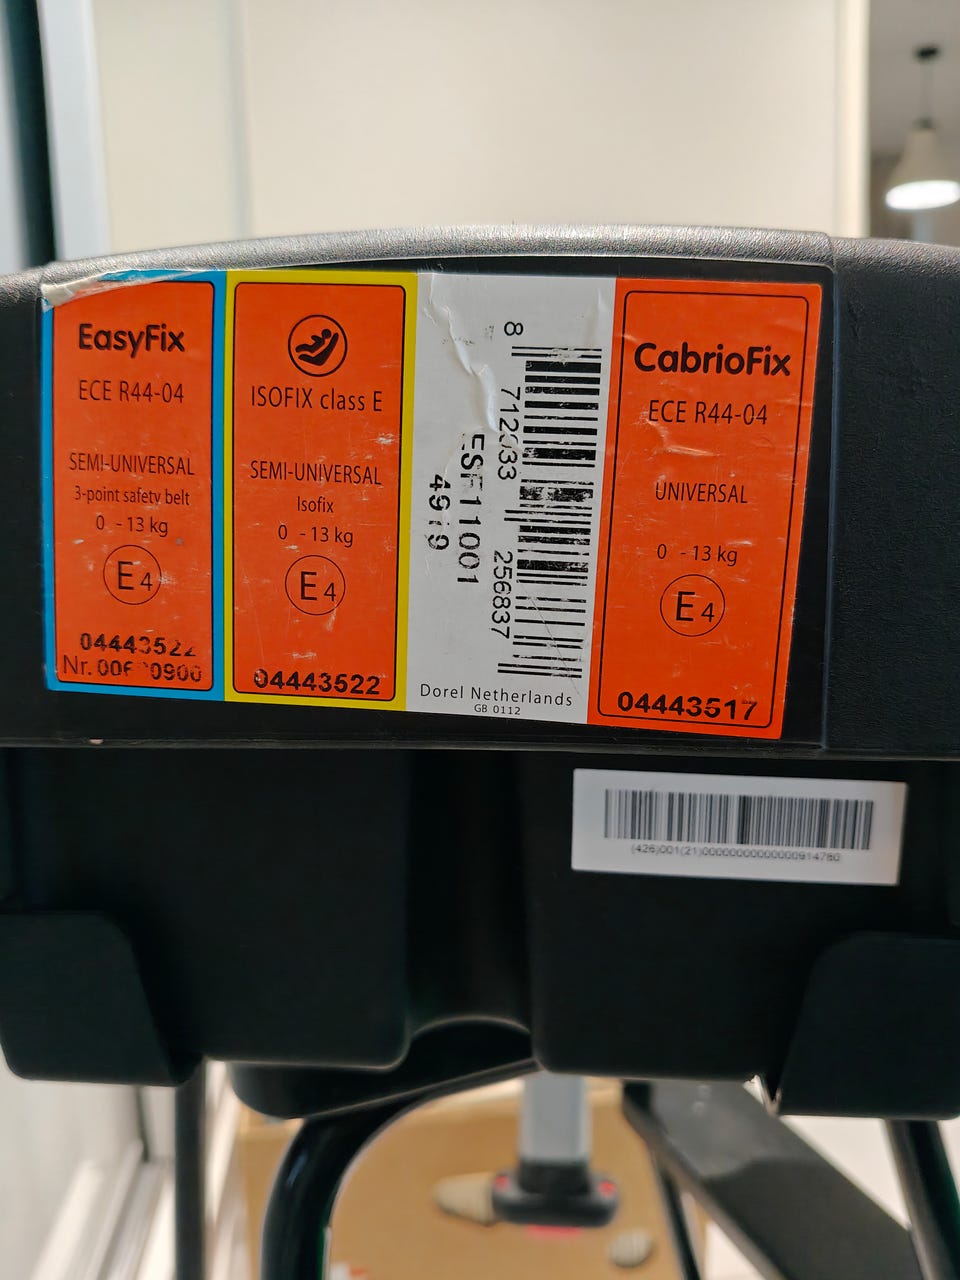 EasyFix
ECE R44-04
SEMI-UNIVERSAL
3-point safety belt
0 - 13 kg
E4
04443522
ISOFIX class E
SEMI-UNIVERSAL
Isofix
0 - 13 kg
E4
04443522
8 712 256837
Dorel Netherlands
GB 0112
CabrioFix
ECE R44-04
UNIVERSAL
0 - 13 kg
E4
04443517